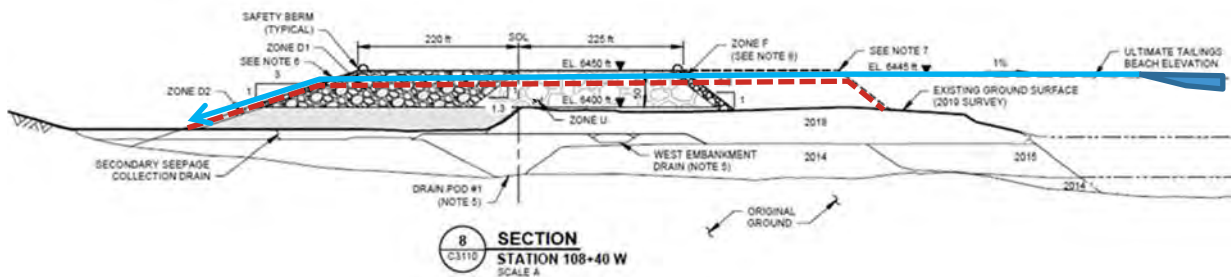 SAFETY BERM
(TYPICAL)
ZONE D1
SEE NOTE 6
3
1
ZONE D2
220 ft
SOL
225 ft
EL. 6450 ft
EL. 6400 ft
50
1.3
ZONE U
1
ZONE F
(SEE NOTE 8)
SEE NOTE 7
EL. 6445 ft
1%
ULTIMATE TAILINGS
BEACH ELEVATION
EXISTING GROUND SURFACE
(2019 SURVEY)
2018
SECONDARY SEEPAGE
COLLECTION DRAIN
DRAIN POD #1
(NOTE 5)
WEST EMBANKMENT
DRAIN (NOTE 5)
2014
2015
2014
ORIGINAL
GROUND
8
C3110
SECTION
STATION 108+40 W
SCALE A